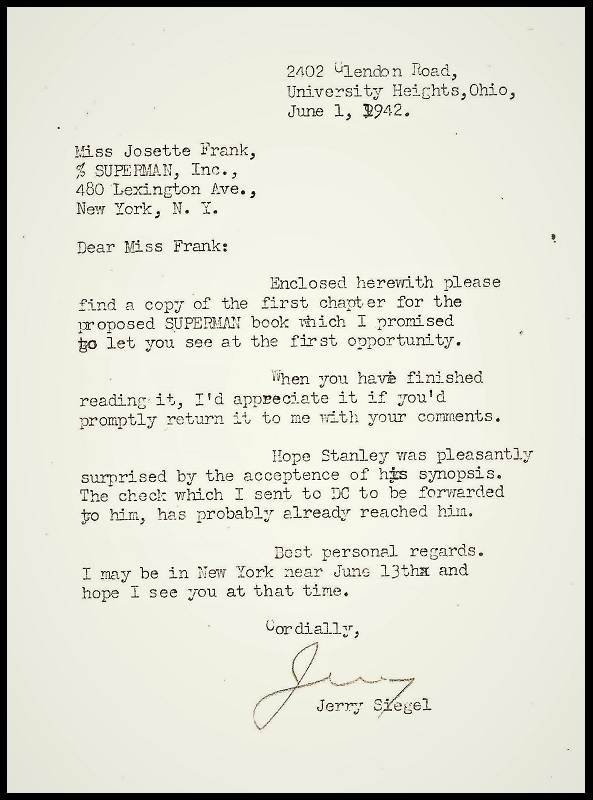 2402 Glendon Road,
University Heights,Ohio,
June 1, 1942.
Miss Josette Frank,
% SUPERMAN, Inc.,
480 Lexington Ave.,
New York, N. Y.
Dear Miss Frank:
Enclosed herewith please
find a copy of the first chapter for the
proposed SUPERMAN book which I promised
to let you see at the first opportunity.
When you have finished
reading it, I'd appreciate it if you'd
promptly return it to me with your comments.
Hope Stanley was pleasantly
surprised by the acceptence of his synopsis.
The check which I sent to DC to be forwarded
to him, has probably already reached him.
Best personal regards.
I may be in New York near June 13thx and
hope I see you at that time.
Cordially,
Jerry
Jerry Siegel